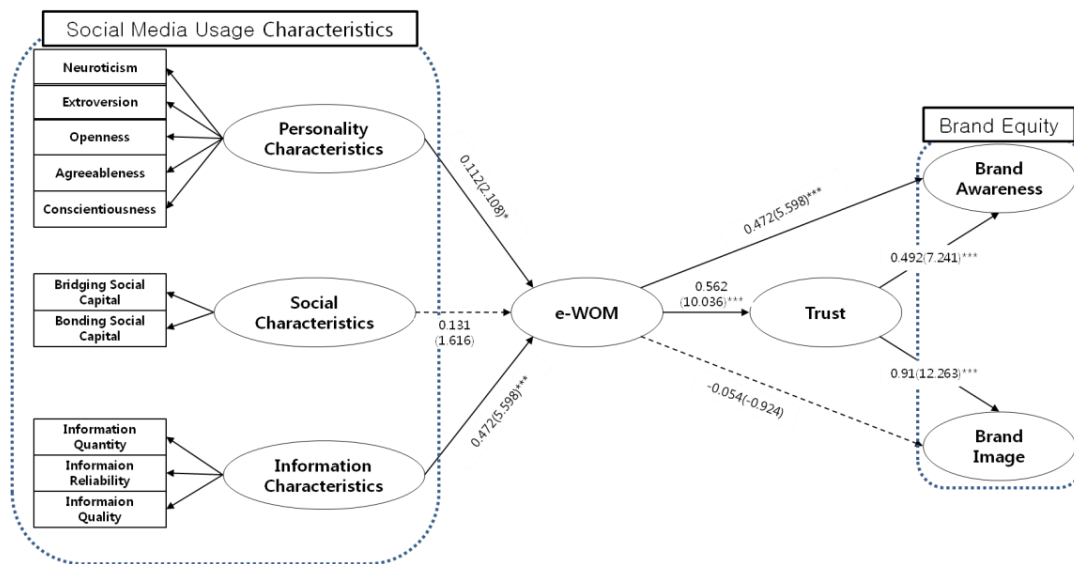 Social Media Usage Characteristics
Neuroticism
Extroversion
Openness
Agreeableness
Conscientiousness
Personality
Characteristics
0.112(2.108)*
Bridging Social
Capital
Bonding Social
Capital
Social
Characteristics
0.131
(1.616)
Information
Quantity
Informaion
Reliability
Informaion
Quality
Information
Characteristics
0.472(5.598)***
e-WOM
0.472(5.598)***
0.562
(10.036)***
-0.054(-0.924)
Trust
0.492(7.241)***
0.91(12.263)***
Brand Equity
Brand
Awareness
Brand
Image